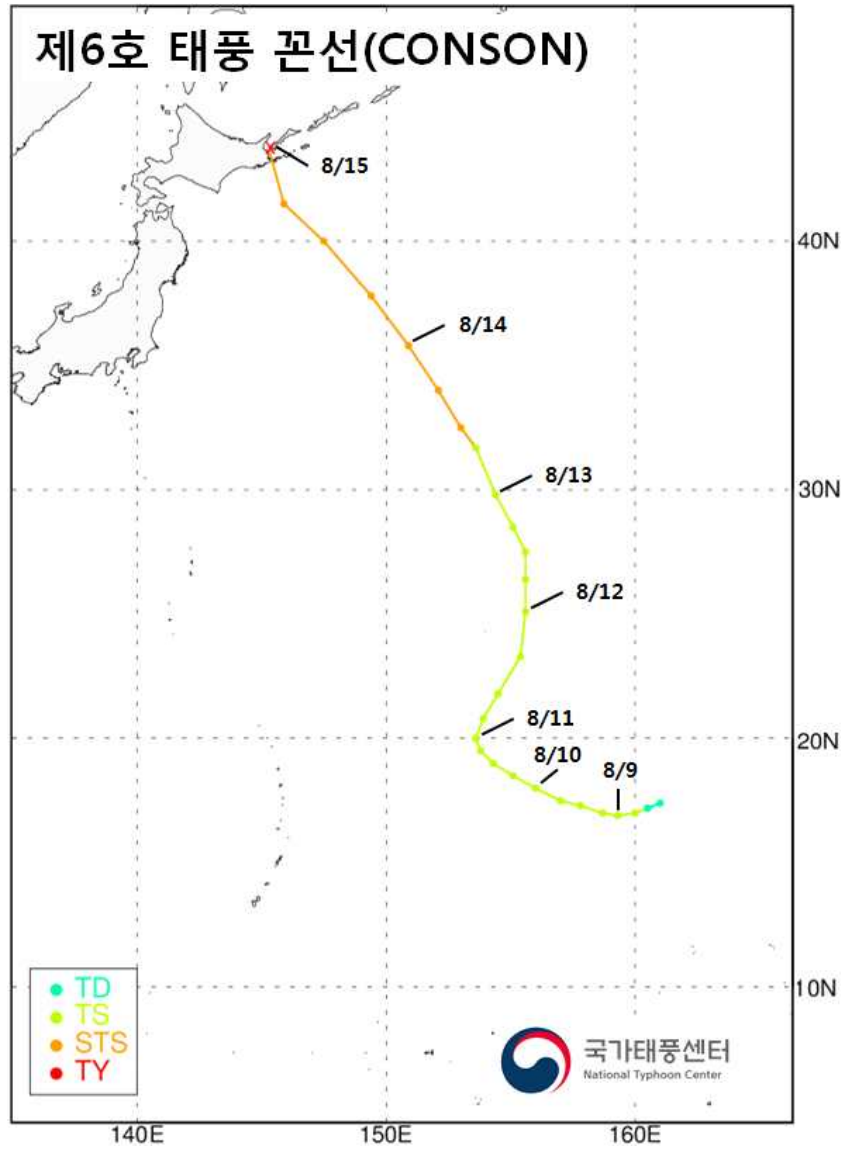 제6호 태풍 꼰선(CONSON)
8/15
40N
8/14
8/13
30N
8/12
8/11
20N
8/10
8/9
TD
TS
STS
TY
10N
국가태풍센터
National Typhoon Center
140E
150E
160E